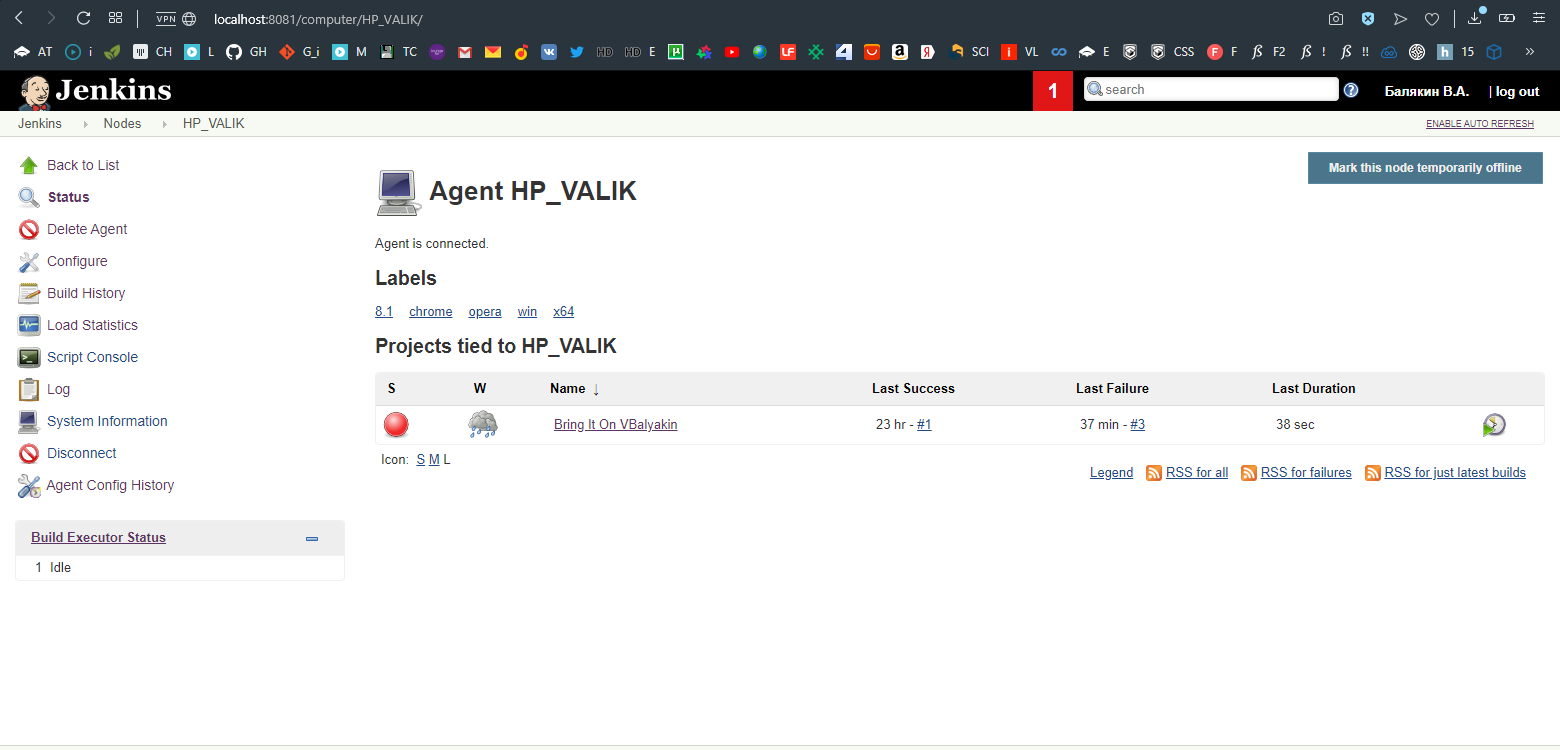 VPN localhost:8081/computer/HP_VALIK/
AT i CH L GH G_i M TC HD HD E LF 4 a Я SCI i VL E CSS F F ß F2 ß ! ß !! h 15 »
Jenkins 1 search ? Балякин В.А. | log out
Jenkins Nodes HP_VALIK ENABLE AUTO REFRESH
Back to List
Status
Delete Agent
Configure
Build History
Load Statistics
Script Console
Log
System Information
Disconnect
Agent Config History
Build Executor Status
1 Idle
Mark this node temporarily offline
Agent HP_VALIK
Agent is connected.
Labels
8.1 chrome opera win x64
Projects tied to HP_VALIK
S W Name ↓ Last Success Last Failure Last Duration
Bring It On VBalyakin 23 hr - #1 37 min - #3 38 sec
Icon: S M L
Legend RSS for all RSS for failures RSS for just latest builds